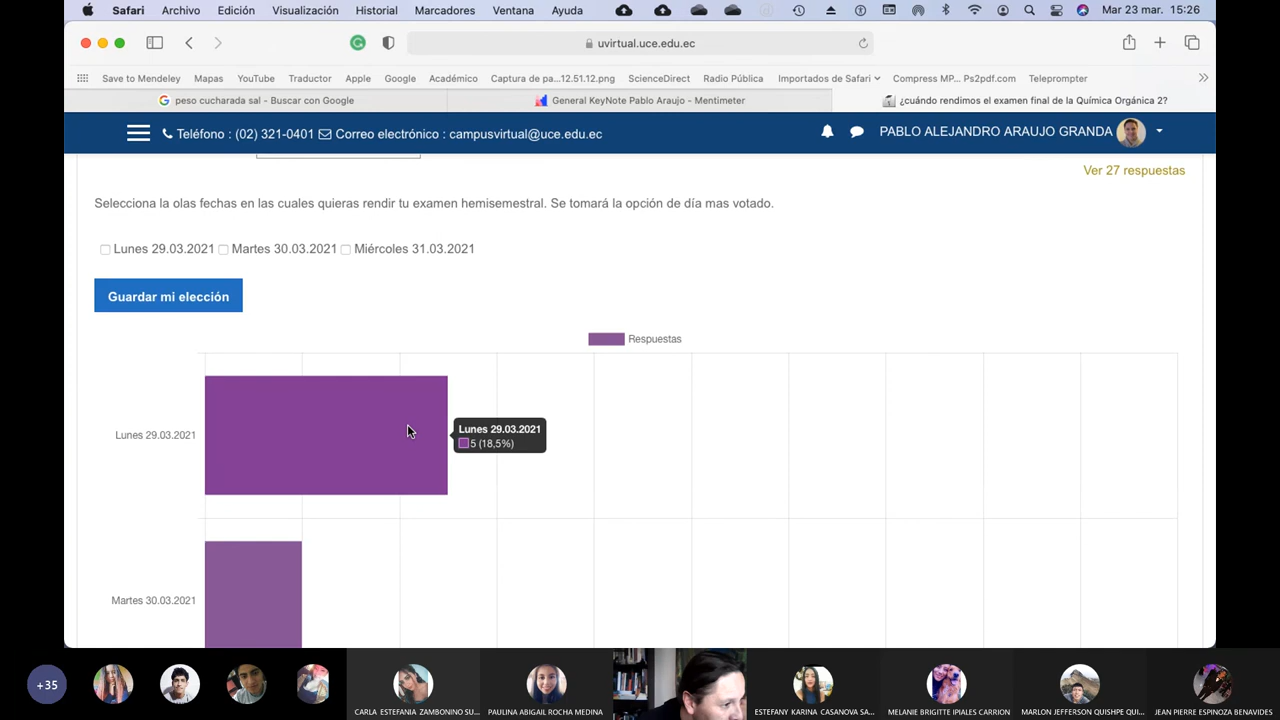 Safari Archivo Edición Visualización Historial Marcadores Ventana Ayuda Mar 23 mar. 15:26
uvirtual.uce.edu.ec
Save to Mendeley Mapas YouTube Traductor Apple Google Académico Captura de pa...12.51.12.png ScienceDirect Radio Pública Importados de Safari Compress MP... Ps2pdf.com Teleprompter
peso cucharada sal - Buscar con Google General KeyNote Pablo Araujo - Mentimeter ¿cuándo rendimos el examen final de la Química Orgánica 2?
Teléfono : (02) 321-0401 Correo electrónico : campusvirtual@uce.edu.ec PABLO ALEJANDRO ARAUJO GRANDA
Ver 27 respuestas
Selecciona la olas fechas en las cuales quieras rendir tu examen hemisemestral. Se tomará la opción de día mas votado.
Lunes 29.03.2021 Martes 30.03.2021 Miércoles 31.03.2021
Guardar mi elección
Respuestas
Lunes 29.03.2021
Lunes 29.03.2021
5 (18,5%)
Martes 30.03.2021
+35
CARLA ESTEFANIA ZAMBONINO SU... PAULINA ABIGAIL ROCHA MEDINA ESTEFANY KARINA CASANOVA SA... MELANIE BRIGITTE IPIALES CARRION MARLON JEFFERSON QUISHPE QUI... JEAN PIERRE ESPINOZA BENAVIDES